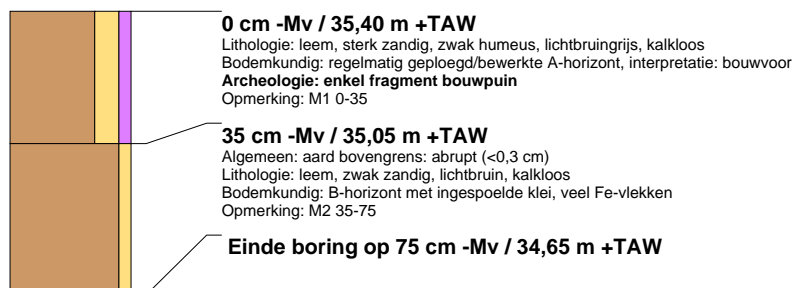 0 cm -Mv / 35,40 m +TAW
Lithologie: leem, sterk zandig, zwak humeus, lichtbruingrijs, kalkloos
Bodemkundig: regelmatig geploegd/bewerkte A-horizont, interpretatie: bouwvoor
Archeologie: enkel fragment bouwpuin
Opmerking: M1 0-35
35 cm -Mv / 35,05 m +TAW
Algemeen: aard bovengrens: abrupt (<0,3 cm)
Lithologie: leem, zwak zandig, lichtbruin, kalkloos
Bodemkundig: B-horizont met ingespoelde klei, veel Fe-vlekken
Opmerking: M2 35-75
Einde boring op 75 cm -Mv / 34,65 m +TAW